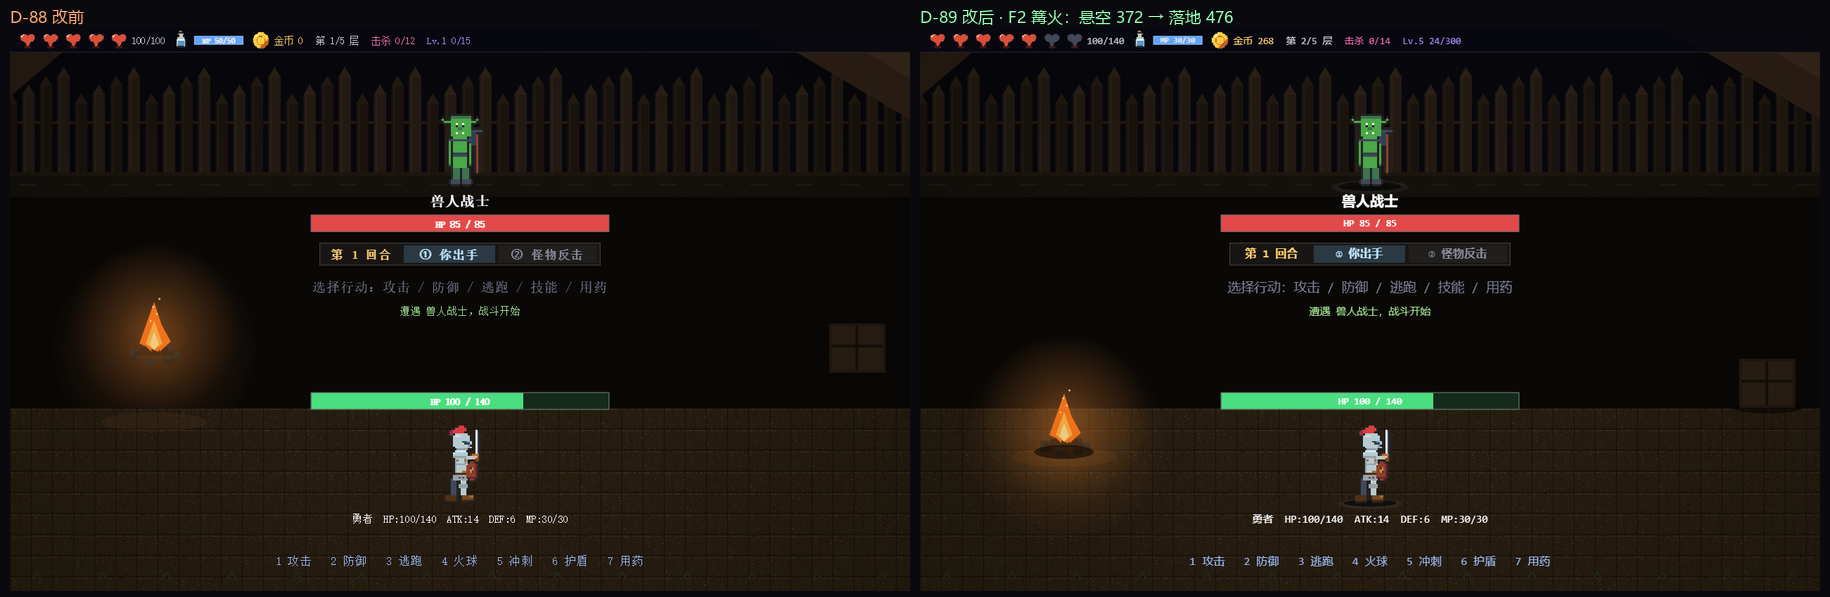 D-88 改前
100/100 MP 50/50 金币 0 第 1/5 层 击杀 0/12 Lv.1 0/15
兽人战士
HP 85 / 85
第 1 回合 ① 你出手 ② 怪物反击
选择行动: 攻击 / 防御 / 逃跑 / 技能 / 用药
遭遇 兽人战士，战斗开始
HP 100 / 140
勇者 HP:100/140 ATK:14 DEF:6 MP:30/30
1 攻击 2 防御 3 逃跑 4 火球 5 冲刺 6 护盾 7 用药
D-89 改后 · F2 篝火: 悬空 372 → 落地 476
100/140 MP 30/30 金币 268 第 2/5 层 击杀 0/14 Lv.5 24/300
兽人战士
HP 85 / 85
第 1 回合 ① 你出手 ② 怪物反击
选择行动: 攻击 / 防御 / 逃跑 / 技能 / 用药
遭遇 兽人战士, 战斗开始
HP 100 / 140
勇者 HP:100/140 ATK:14 DEF:6 MP:30/30
1 攻击 2 防御 3 逃跑 4 火球 5 冲刺 6 护盾 7 用药